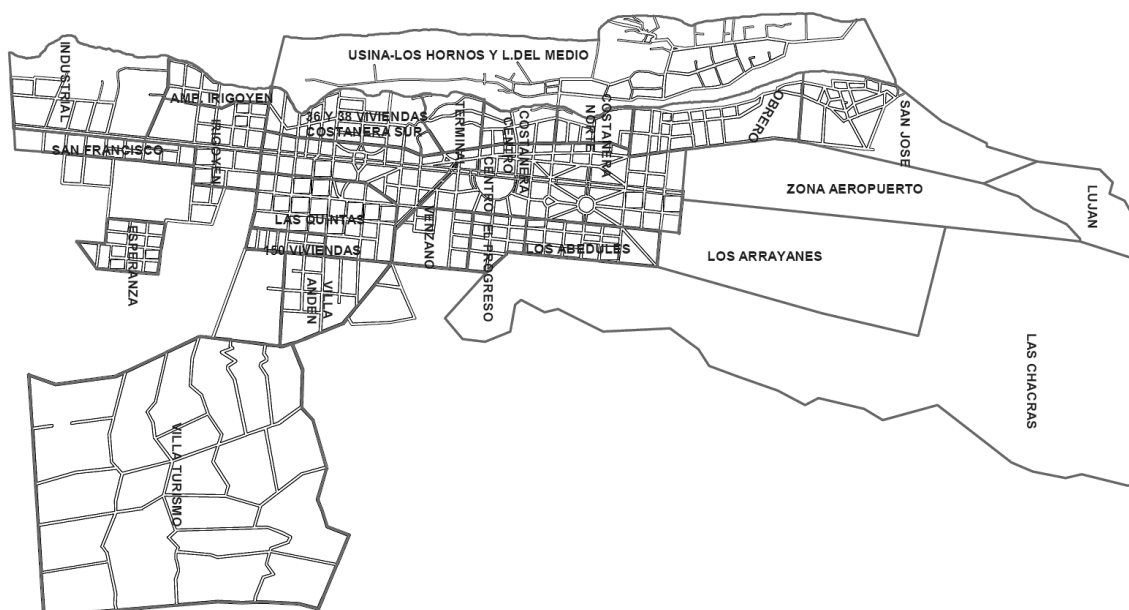 INDUSTRIAL
USINA-LOS HORNOS Y L.DEL MEDIO
AMP. IRIGOYEN
IRIGOYEN
36 Y 38 VIVIENDAS
COSTANERA SUR
TERMINAL
COSTANERA
CENTRO
COSTANERA
NORTE
OBRERO
SAN JOSE
SAN FRANCISCO
ZONA AEROPUERTO
LUJAN
CENTRO
LAS QUINTAS
VENZANO
EL PROGRESO
LOS ABEDULES
LOS ARRAYANES
150 VIVIENDAS
ESPERANZA
VILLA
ANDEN
LAS CHACRAS
VILLA TURISMO